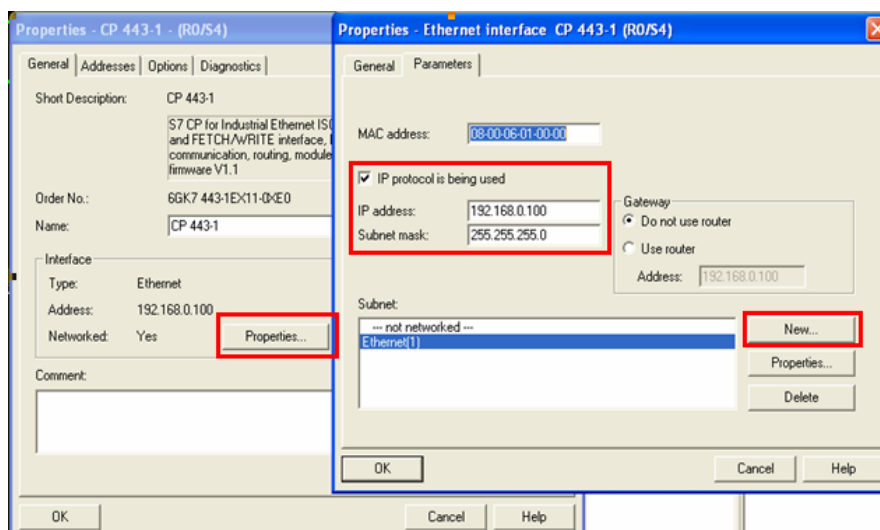 Properties - CP 443-1 - (R0/S4)
General Addresses Options Diagnostics
Short Description: CP 443-1
S7 CP for Industrial Ethernet ISO
and FETCH/WRITE interface,
communication, routing, module
firmware V1.1
Order No.: 6GK7 443-1EX11-0XE0
Name: CP 443-1
Interface
Type: Ethernet
Address: 192.168.0.100
Networked: Yes Properties...
Comment:
OK Cancel Help
Properties - Ethernet interface CP 443-1 (R0/S4)
General Parameters
MAC address: 08-00-06-01-00-00
IP protocol is being used
IP address: 192.168.0.100
Subnet mask: 255.255.255.0
Gateway
Do not use router
Use router
Address: 192.168.0.100
Subnet:
--- not networked ---
Ethernet(1)
New...
Properties...
Delete
OK Cancel Help